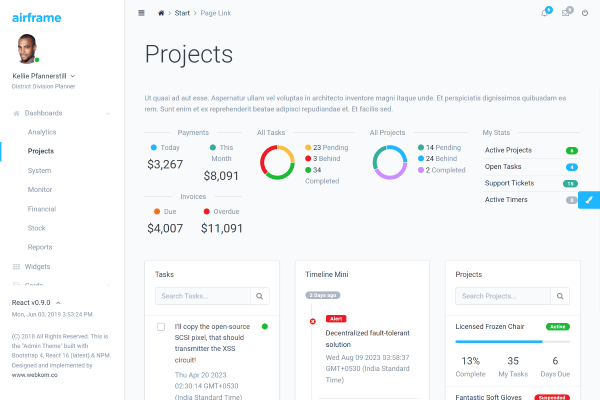 airframe
Start > Page Link
Kellie Pfannerstill
District Division Planner
Dashboards
Analytics
Projects
System
Monitor
Financial
Stock
Reports
Widgets
Cards
React v0.9.0
Mon, Jun 03, 2019 3:53:24 PM
(C) 2018 All Rights Reserved. This is
the "Admin Theme" built with
Bootstrap 4, React 16 (latest) & NPM.
Designed and implemented by
www.webkom.co
Projects
Ut quasi ad aut esse. Aspernatur ullam vel voluptas in architecto inventore magni itaque unde. Et perspiciatis dignissimos quibusdam ea
rem. Sunt enim et ex reprehenderit beatae adipisci repudiandae et. Et facilis sed.
Payments
Today
$3,267
This
Month
$8,091
Invoices
Due
$4,007
Overdue
$11,091
All Tasks
23 Pending
3 Behind
34
Completed
All Projects
14 Pending
24 Behind
2 Completed
My Stats
Active Projects 6
Open Tasks 4
Support Tickets 15
Active Timers 0
Tasks
Search Tasks...
I'll copy the open-source
SCSI pixel, that should
transmitter the XSS
circuit!
Thu Apr 20 2023
02:30:14 GMT+0530
(India Standard
Time)
Timeline Mini
2 Days ago
Alert
Decentralized fault-tolerant
solution
Wed Aug 09 2023 03:58:37
GMT+0530 (India Standard
Time)
Projects
Search Projects...
Licensed Frozen Chair Active
13% 35 6
Complete My Tasks Days Due
Fantastic Soft Gloves Suspended